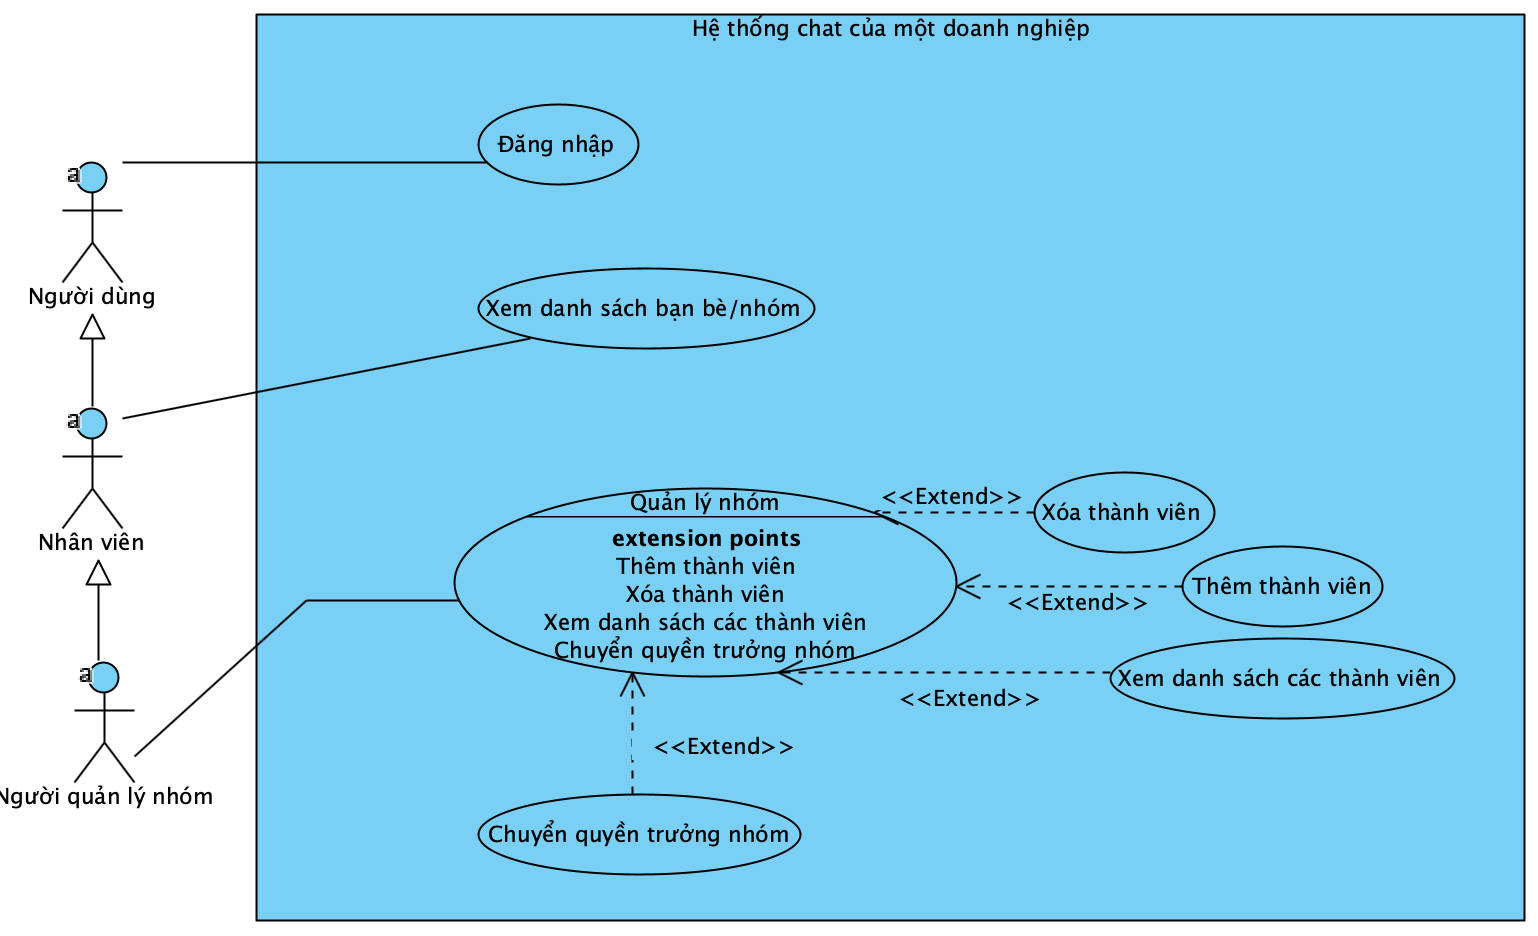 Hệ thống chat của một doanh nghiệp
Đăng nhập
a
Người dùng
Xem danh sách bạn bè/nhóm
a
Nhân viên
Quản lý nhóm
extension points
Thêm thành viên
Xóa thành viên
Xem danh sách các thành viên
Chuyển quyền trưởng nhóm
<<Extend>>
Xóa thành viên
<<Extend>>
Thêm thành viên
<<Extend>>
Xem danh sách các thành viên
a
Người quản lý nhóm
<<Extend>>
Chuyển quyền trưởng nhóm